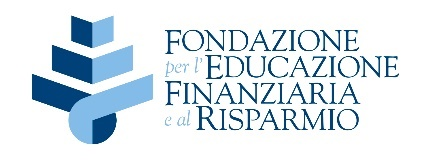 FONDAZIONE
per l'EDUCAZIONE
FINANZIARIA
e al RISPARMIO